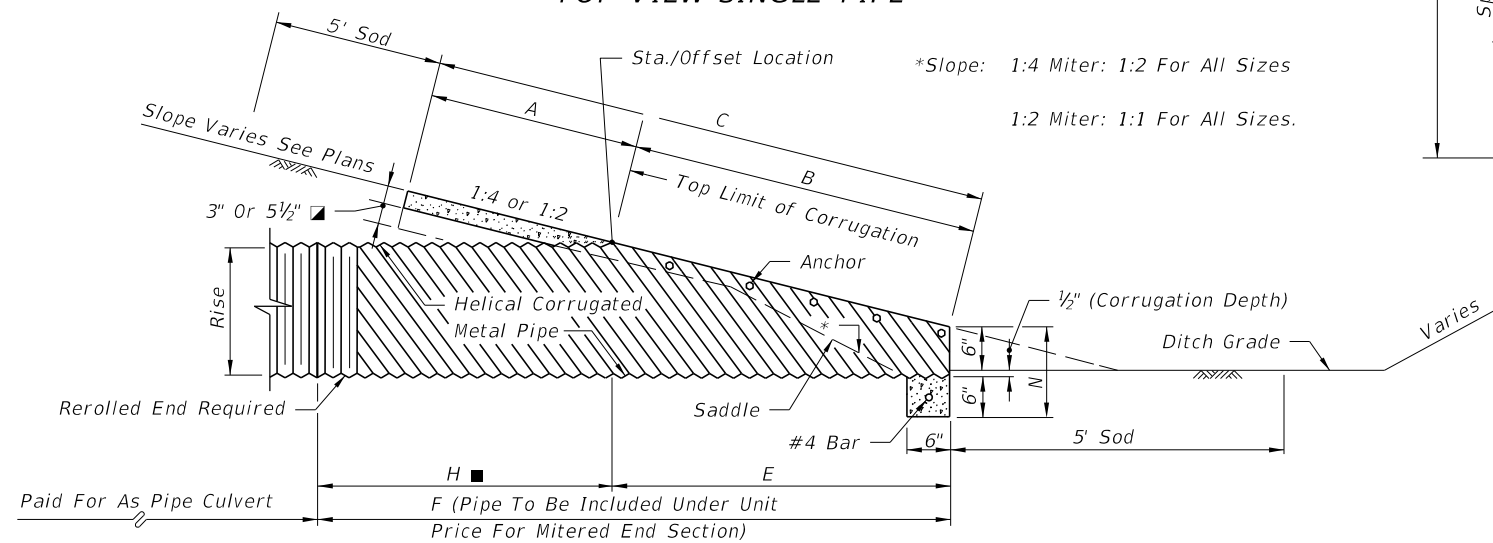 TOP VIEW-SINGLE PIPE
5' Sod
Sta./Offset Location
*Slope: 1:4 Miter: 1:2 For All Sizes
1:2 Miter: 1:1 For All Sizes.
A
C
B
Slope Varies See Plans
Top Limit of Corrugation
1:4 or 1:2
3" Or 5½"
Anchor
Rise
Helical Corrugated
Metal Pipe
*
½" (Corrugation Depth)
Varies
Ditch Grade
6"
N
6"
Rerolled End Required
Saddle
#4 Bar
6"
5' Sod
H ■
E
Paid For As Pipe Culvert
F (Pipe To Be Included Under Unit
Price For Mitered End Section)